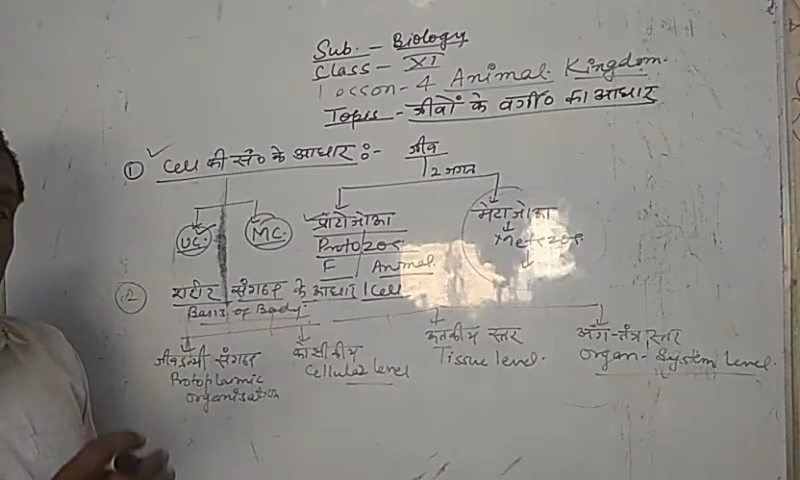 Sub. - Biology
Class - XI
Lesson - 4 Animal Kingdom.
Topic - जीवों के वर्गी० का आधार
① Cell की सं० के आधार :- जीव
2 जगत
UC. MC. प्रोटोजोआ मेटाजोआ
Protozoa Metazoa
F Animal
② शरीर संगठन के आधार 1 Cell
Basis of Body
जीवद्रव्यी संगठन कोशिकीय ऊतकीय स्तर अंग-तंत्र स्तर
Protoplasmic Cellular level Tissue level. Organ-System Level.
organisation